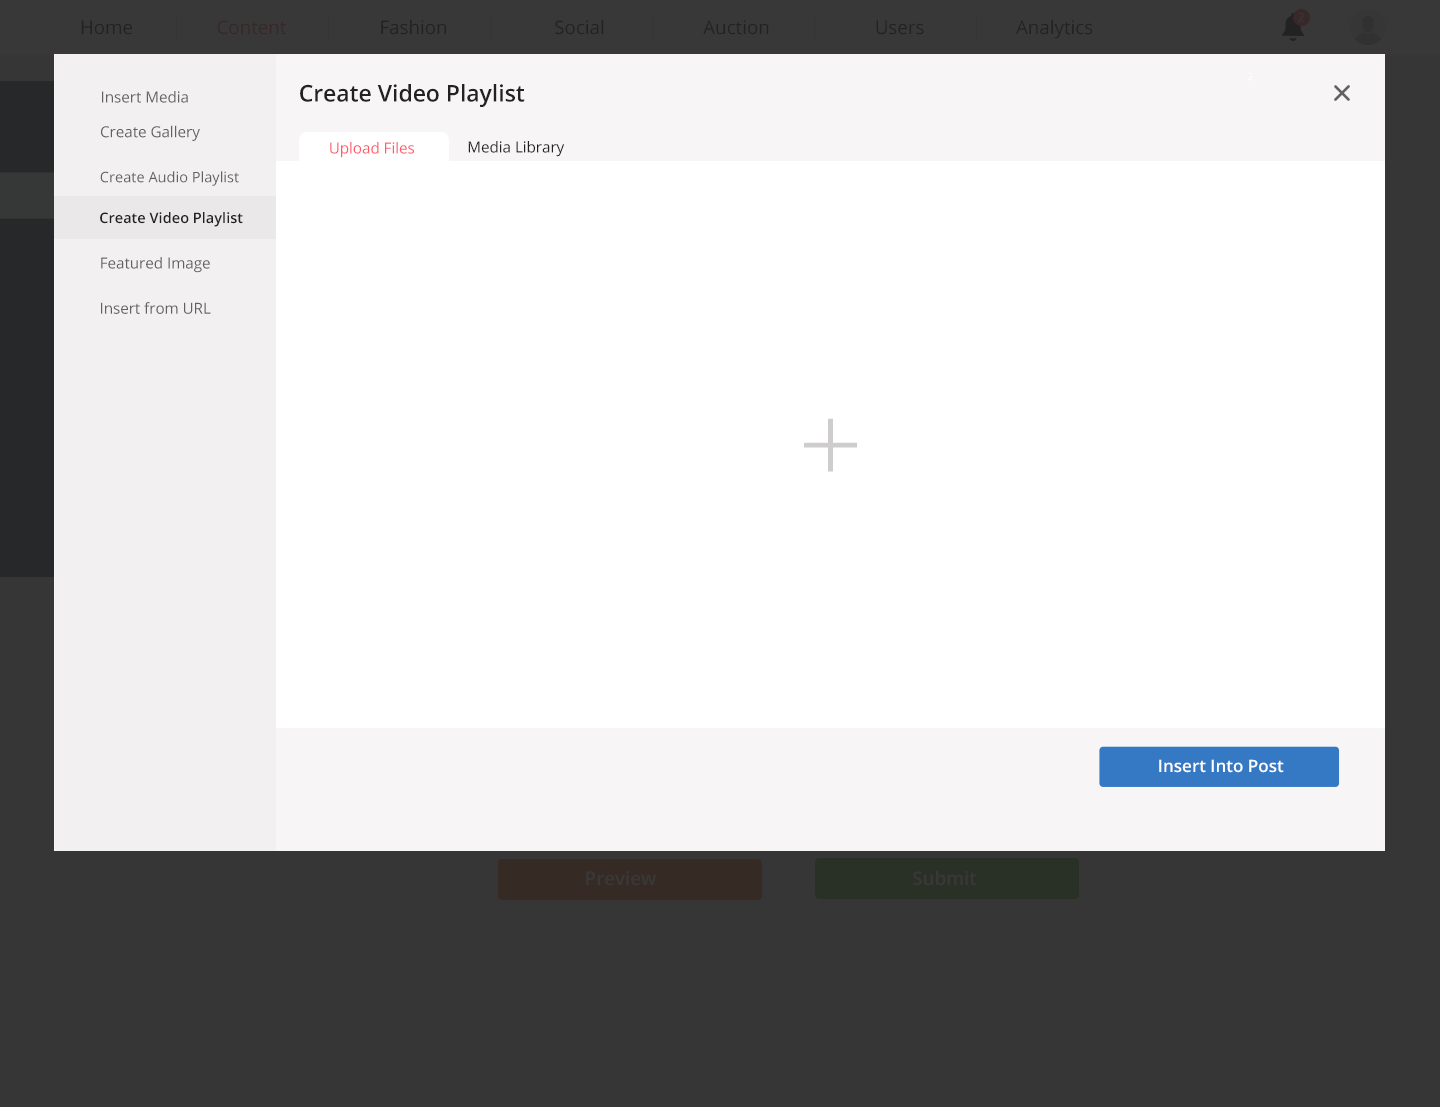 Home Content Fashion Social Auction Users Analytics
Insert Media
Create Gallery
Create Audio Playlist
Create Video Playlist
Featured Image
Insert from URL
Create Video Playlist
Upload Files Media Library
Insert Into Post
Preview Submit